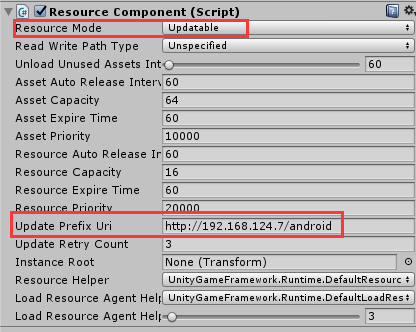 Resource Component (Script)
Resource Mode Updatable
Read Write Path Type Unspecified
Unload Unused Assets Int 60
Asset Auto Release Interv 60
Asset Capacity 64
Asset Expire Time 60
Asset Priority 10000
Resource Auto Release In 60
Resource Capacity 16
Resource Expire Time 60
Resource Priority 20000
Update Prefix Uri http://192.168.124.7/android
Update Retry Count 3
Instance Root None (Transform)
Resource Helper UnityGameFramework.Runtime.DefaultResourc
Load Resource Agent Help UnityGameFramework.Runtime.DefaultLoadRes
Load Resource Agent Help 3